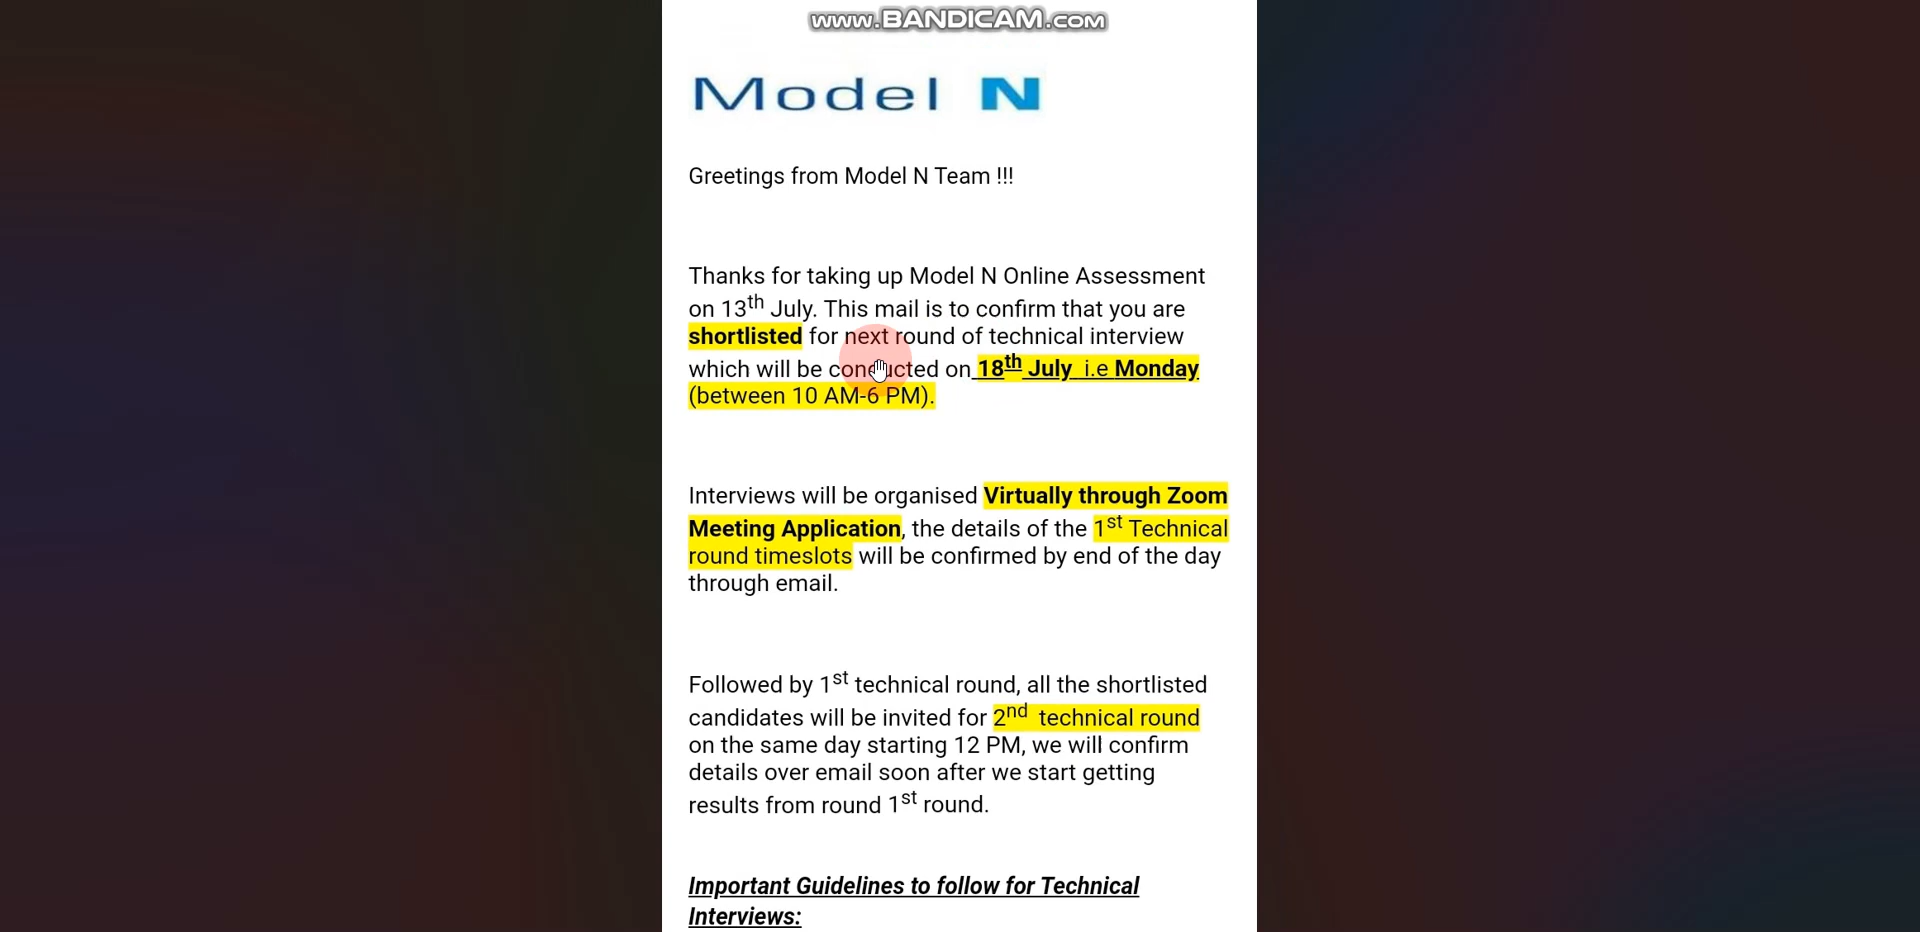 www.BANDICAM.com
Model N
Greetings from Model N Team !!!
Thanks for taking up Model N Online Assessment
on 13th July. This mail is to confirm that you are
shortlisted for next round of technical interview
which will be conducted on 18th July  i.e Monday
(between 10 AM-6 PM).
Interviews will be organised Virtually through Zoom
Meeting Application, the details of the 1st Technical
round timeslots will be confirmed by end of the day
through email.
Followed by 1st technical round, all the shortlisted
candidates will be invited for 2nd  technical round
on the same day starting 12 PM, we will confirm
details over email soon after we start getting
results from round 1st round.
Important Guidelines to follow for Technical
Interviews: